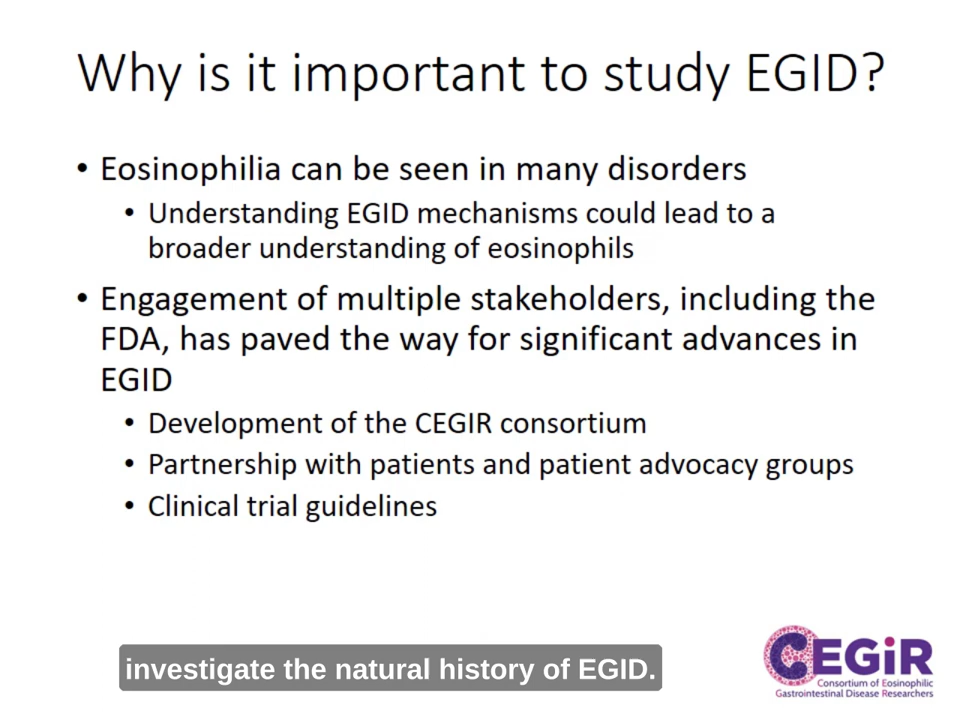 Why is it important to study EGID?
• Eosinophilia can be seen in many disorders
• Understanding EGID mechanisms could lead to a
broader understanding of eosinophils
• Engagement of multiple stakeholders, including the
FDA, has paved the way for significant advances in
EGID
• Development of the CEGIR consortium
• Partnership with patients and patient advocacy groups
• Clinical trial guidelines
investigate the natural history of EGID.
CEGiR
Consortium of Eosinophilic
Gastrointestinal Disease Researchers